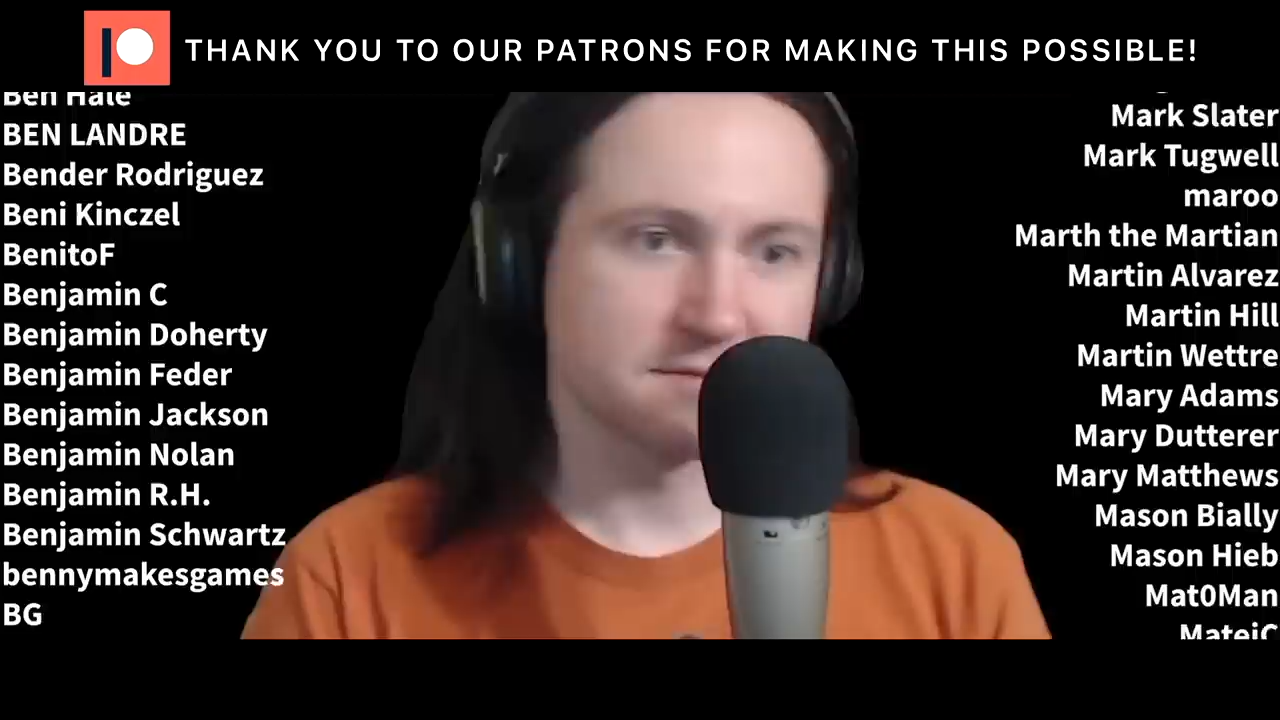 THANK YOU TO OUR PATRONS FOR MAKING THIS POSSIBLE!
Ben Hale
BEN LANDRE
Bender Rodriguez
Beni Kinczel
BenitoF
Benjamin C
Benjamin Doherty
Benjamin Feder
Benjamin Jackson
Benjamin Nolan
Benjamin R.H.
Benjamin Schwartz
bennymakesgames
BG
Mark Slater
Mark Tugwell
maroo
Marth the Martian
Martin Alvarez
Martin Hill
Martin Wettre
Mary Adams
Mary Dutterer
Mary Matthews
Mason Bially
Mason Hieb
Mat0Man
MatejC